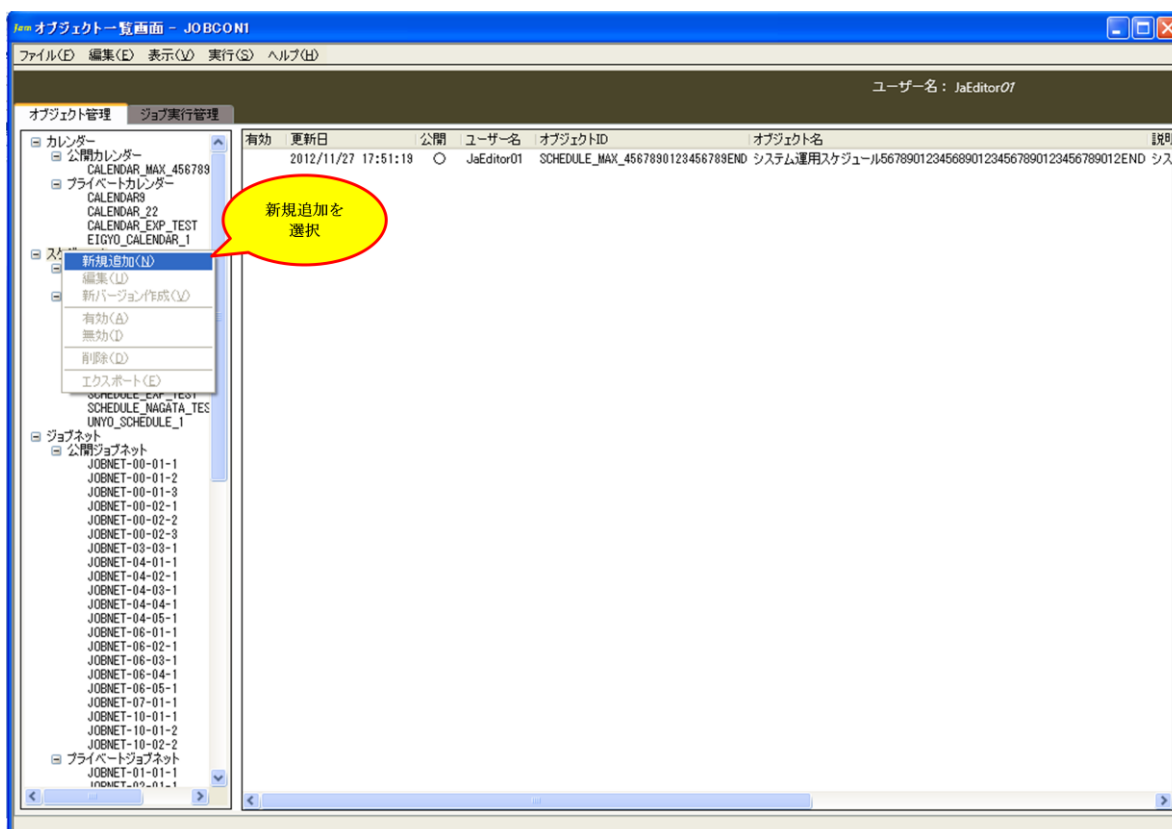 Jam オブジェクト一覧画面 - JOBCON1
ファイル(F) 編集(E) 表示(V) 実行(S) ヘルプ(H)
ユーザー名 : JaEditor01
オブジェクト管理 ジョブ実行管理
カレンダー
公開カレンダー
CALENDAR_MAX_456789
プライベートカレンダー
CALENDAR9
CALENDAR_22
CALENDAR_EXP_TEST
EIGYO_CALENDAR_1
新規追加(N)
編集(U)
新バージョン作成(V)
有効(A)
無効(I)
削除(D)
エクスポート(E)
SCHEDULE_EXP_TEST
SCHEDULE_NAGATA_TES
UNYO_SCHEDULE_1
ジョブネット
公開ジョブネット
JOBNET-00-01-1
JOBNET-00-01-2
JOBNET-00-01-3
JOBNET-00-02-1
JOBNET-00-02-2
JOBNET-00-02-3
JOBNET-03-03-1
JOBNET-04-01-1
JOBNET-04-02-1
JOBNET-04-03-1
JOBNET-04-04-1
JOBNET-04-05-1
JOBNET-06-01-1
JOBNET-06-02-1
JOBNET-06-03-1
JOBNET-06-04-1
JOBNET-06-05-1
JOBNET-07-01-1
JOBNET-10-01-1
JOBNET-10-01-2
JOBNET-10-02-2
プライベートジョブネット
JOBNET-01-01-1
JOBNET-02-01-1
有効 更新日 公開 ユーザー名 オブジェクトID オブジェクト名 説明
2012/11/27 17:51:19 ○ JaEditor01 SCHEDULE_MAX_4567890123456789END システム運用スケジュール567890123456890123456789012345678901END シス
新規追加を
選択